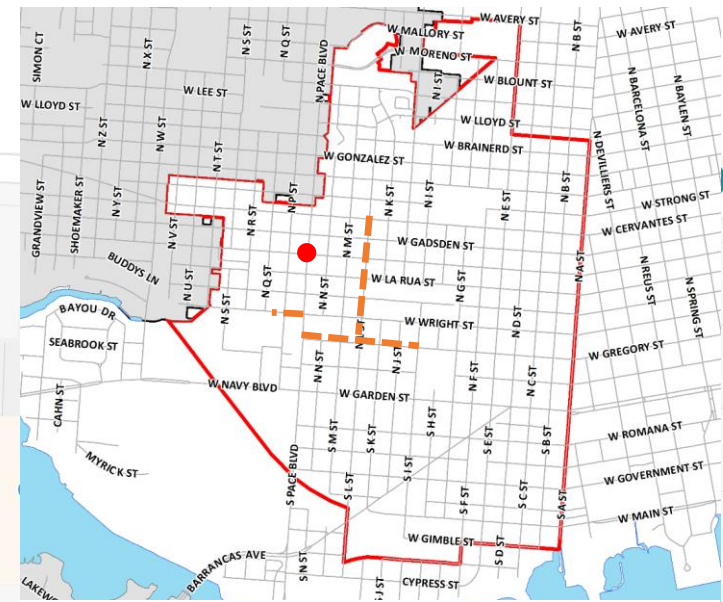 W AVERY ST
W MALLORY ST
W MORENO ST
W AVERY ST
N B ST
SIMON CT
N X ST
N S ST
N Q ST
N PACE BLVD
N I ST
W BLOUNT ST
W LEE ST
W LLOYD ST
N BARCELONA ST
N BAYLEN ST
W LLOYD ST
N Z ST
N W ST
N T ST
W BRAINERD ST
N DEVILLIERS ST
W GONZALEZ ST
GRANDVIEW ST
SHOEMAKER ST
N Y ST
N V ST
N R ST
N P ST
N K ST
N I ST
N E ST
N B ST
W STRONG ST
W CERVANTES ST
N M ST
W GADSDEN ST
N A ST
BUDDYS LN
N U ST
N S ST
N Q ST
N N ST
W LA RUA ST
N G ST
N D ST
N REUS ST
N SPRING ST
BAYOU DR
W WRIGHT ST
SEABROOK ST
N J ST
W GREGORY ST
N N ST
W NAVY BLVD
W GARDEN ST
N F ST
N C ST
CAHN ST
S M ST
S K ST
S H ST
S E ST
S B ST
W ROMANA ST
MYRICK ST
S PACE BLVD
S L ST
S I ST
S F ST
S C ST
S A ST
W GOVERNMENT ST
W MAIN ST
W GIMBLE ST
S D ST
BARRANCAS AVE
S N ST
S J ST
CYPRESS ST